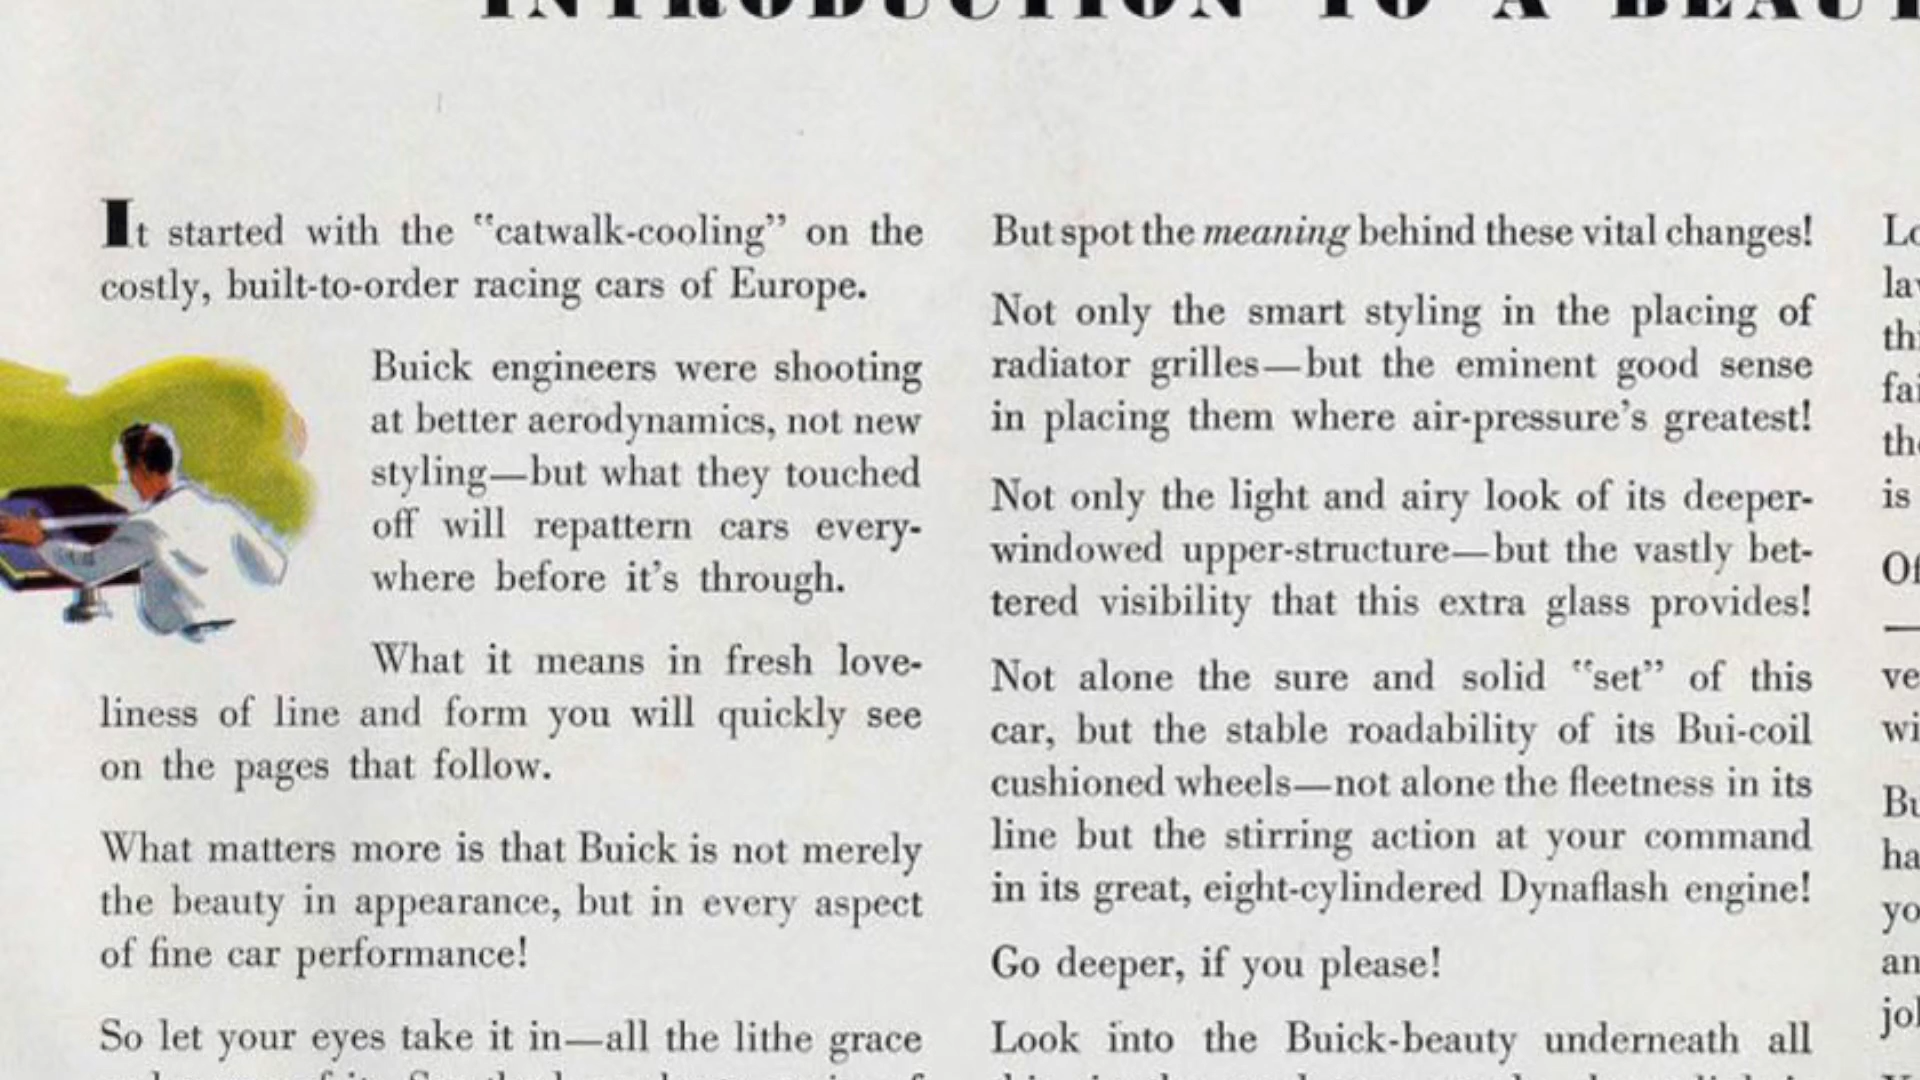 INTRODUCTION TO A BEAUT
It started with the "catwalk-cooling" on the
costly, built-to-order racing cars of Europe.
Buick engineers were shooting
at better aerodynamics, not new
styling—but what they touched
off will repattern cars every-
where before it's through.
What it means in fresh love-
liness of line and form you will quickly see
on the pages that follow.
What matters more is that Buick is not merely
the beauty in appearance, but in every aspect
of fine car performance!
So let your eyes take it in—all the lithe grace
But spot the meaning behind these vital changes!
Not only the smart styling in the placing of
radiator grilles—but the eminent good sense
in placing them where air-pressure's greatest!
Not only the light and airy look of its deeper-
windowed upper-structure—but the vastly bet-
tered visibility that this extra glass provides!
Not alone the sure and solid "set" of this
car, but the stable roadability of its Bui-coil
cushioned wheels—not alone the fleetness in its
line but the stirring action at your command
in its great, eight-cylindered Dynaflash engine!
Go deeper, if you please!
Look into the Buick-beauty underneath all
is